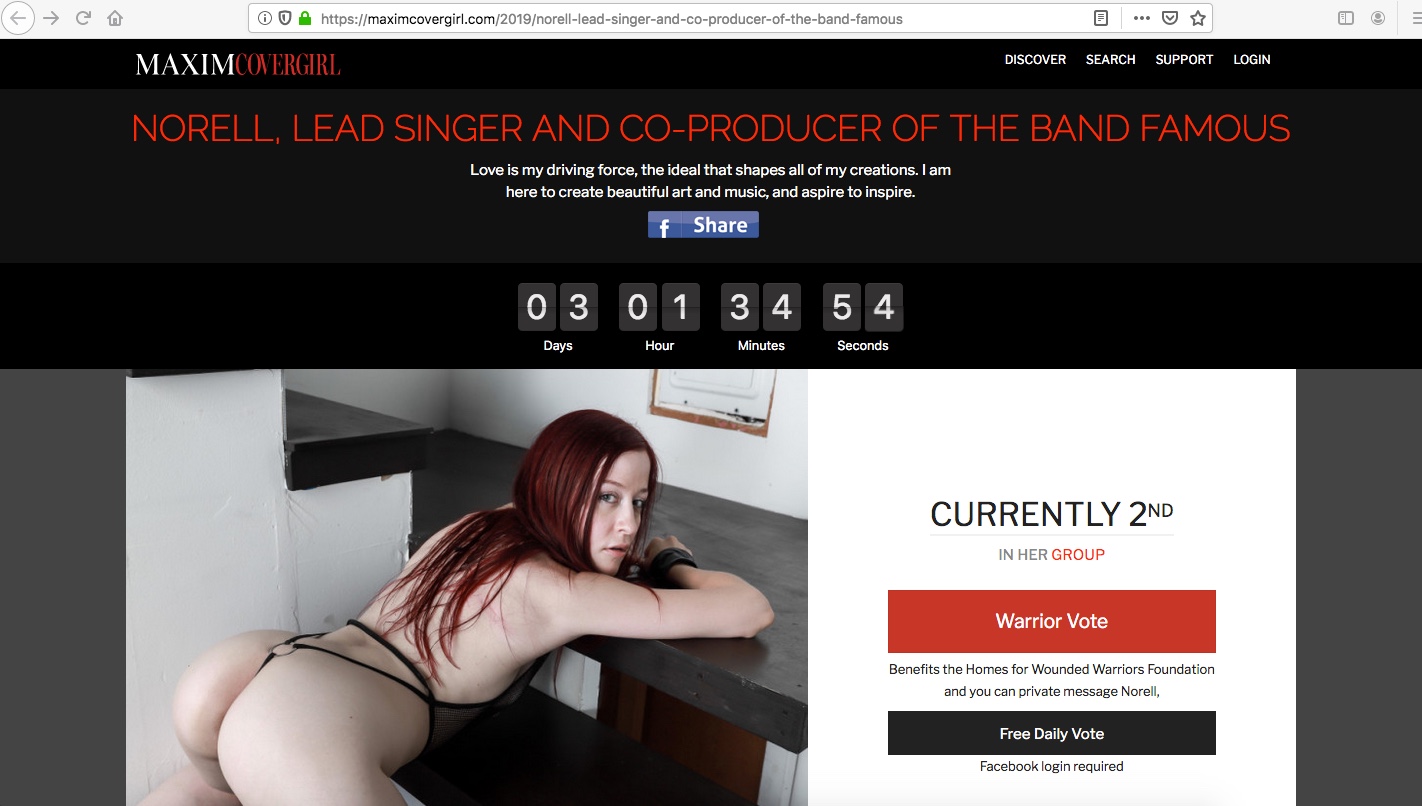 https://maximcovergirl.com/2019/norell-lead-singer-and-co-producer-of-the-band-famous
MAXIMCOVERGIRL
DISCOVER SEARCH SUPPORT LOGIN
NORELL, LEAD SINGER AND CO-PRODUCER OF THE BAND FAMOUS
Love is my driving force, the ideal that shapes all of my creations. I am
here to create beautiful art and music, and aspire to inspire.
f Share
03 01 34 54
Days Hour Minutes Seconds
CURRENTLY 2ND
IN HER GROUP
Warrior Vote
Benefits the Homes for Wounded Warriors Foundation
and you can private message Norell,
Free Daily Vote
Facebook login required